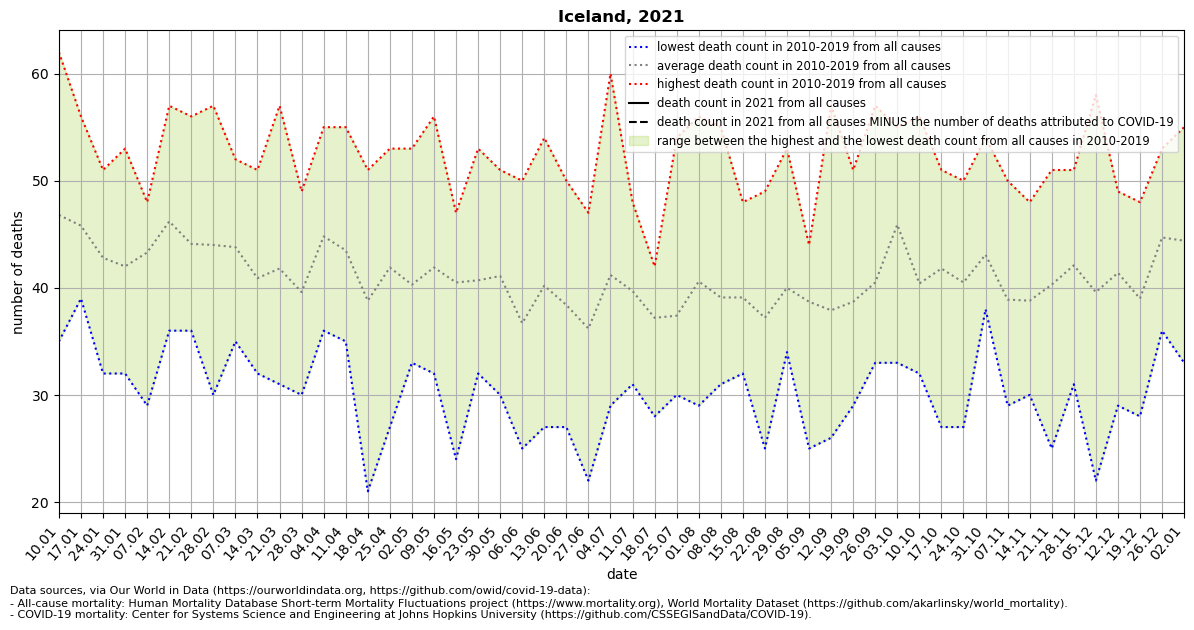 Iceland, 2021
lowest death count in 2010-2019 from all causes
average death count in 2010-2019 from all causes
highest death count in 2010-2019 from all causes
death count in 2021 from all causes
death count in 2021 from all causes MINUS the number of deaths attributed to COVID-19
range between the highest and the lowest death count from all causes in 2010-2019
number of deaths
60
50
40
30
20
10.01 17.01 24.01 31.01 07.02 14.02 21.02 28.02 07.03 14.03 21.03 28.03 04.04 11.04 18.04 25.04 02.05 09.05 16.05 23.05 30.05 06.06 13.06 20.06 27.06 04.07 11.07 18.07 25.07 01.08 08.08 15.08 22.08 29.08 05.09 12.09 19.09 26.09 03.10 10.10 17.10 24.10 31.10 07.11 14.11 21.11 28.11 05.12 12.12 19.12 26.12 02.01
date
Data sources, via Our World in Data (https://ourworldindata.org, https://github.com/owid/covid-19-data):
- All-cause mortality: Human Mortality Database Short-term Mortality Fluctuations project (https://www.mortality.org), World Mortality Dataset (https://github.com/akarlinsky/world_mortality).
- COVID-19 mortality: Center for Systems Science and Engineering at Johns Hopkins University (https://github.com/CSSEGISandData/COVID-19).